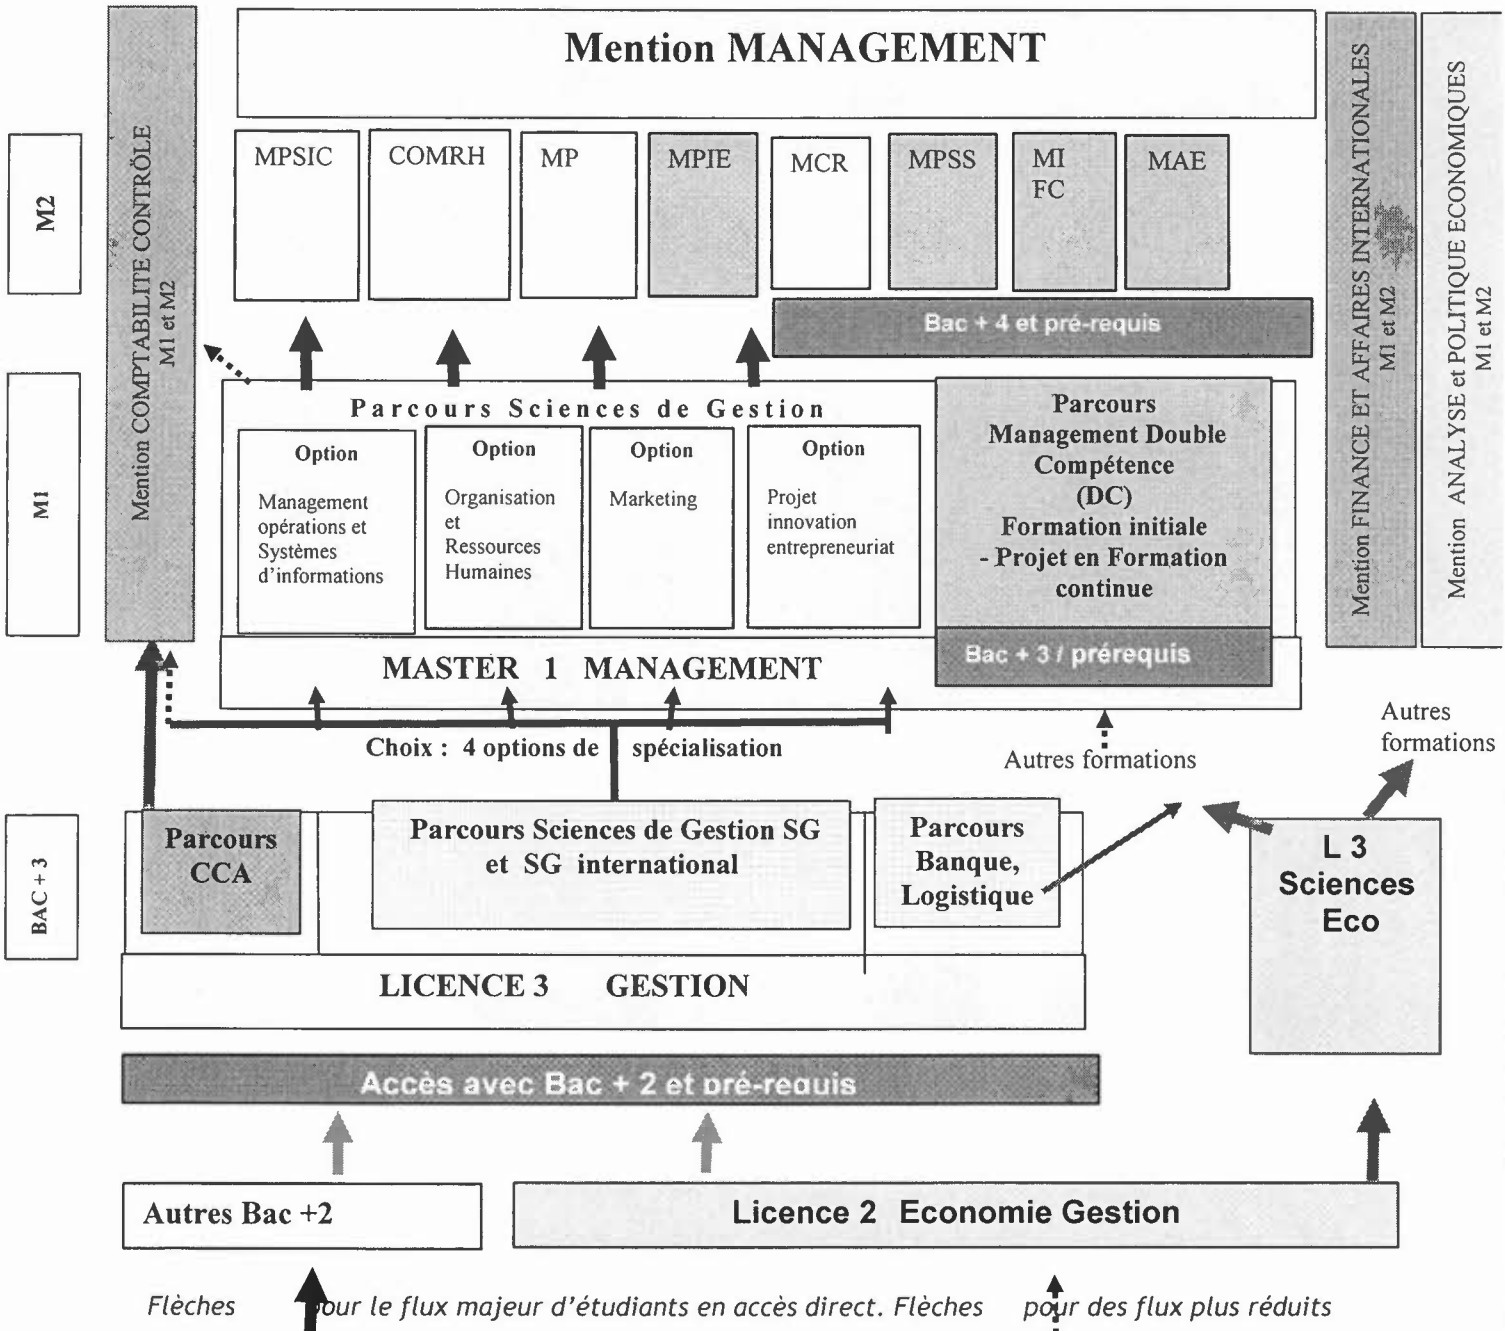 Mention MANAGEMENT
M2
Mention COMPTABILITE CONTRÔLE
M1 et M2
MPSIC
COMRH
MP
MPIE
MCR
MPSS
MI
FC
MAE
Mention FINANCE ET AFFAIRES INTERNATIONALES
M1 et M2
Mention ANALYSE et POLITIQUE ECONOMIQUES
M1 et M2
Bac + 4 et pré-requis
M1
Parcours Sciences de Gestion
Option
Management
opérations et
Systèmes
d'informations
Option
Organisation
et
Ressources
Humaines
Option
Marketing
Option
Projet
innovation
entrepreneuriat
Parcours
Management Double
Compétence
(DC)
Formation initiale
- Projet en Formation
continue
Bac + 3 / prérequis
MASTER 1 MANAGEMENT
Choix : 4 options de spécialisation
Autres formations
Autres
formations
BAC + 3
Parcours
CCA
Parcours Sciences de Gestion SG
et SG international
Parcours
Banque,
Logistique
L 3
Sciences
Eco
LICENCE 3 GESTION
Accès avec Bac + 2 et pré-requis
Autres Bac +2
Licence 2 Economie Gestion
Flèches pour le flux majeur d'étudiants en accès direct. Flèches pour des flux plus réduits